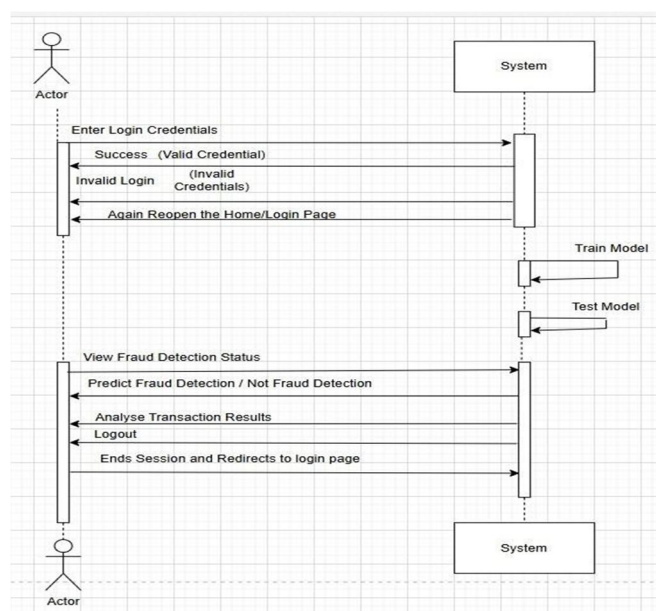 System
Actor
Enter Login Credentials
Success (Valid Credential)
Invalid Login (Invalid
Credentials)
Again Reopen the Home/Login Page
Train Model
Test Model
View Fraud Detection Status
Predict Fraud Detection / Not Fraud Detection
Analyse Transaction Results
Logout
Ends Session and Redirects to login page
System
Actor